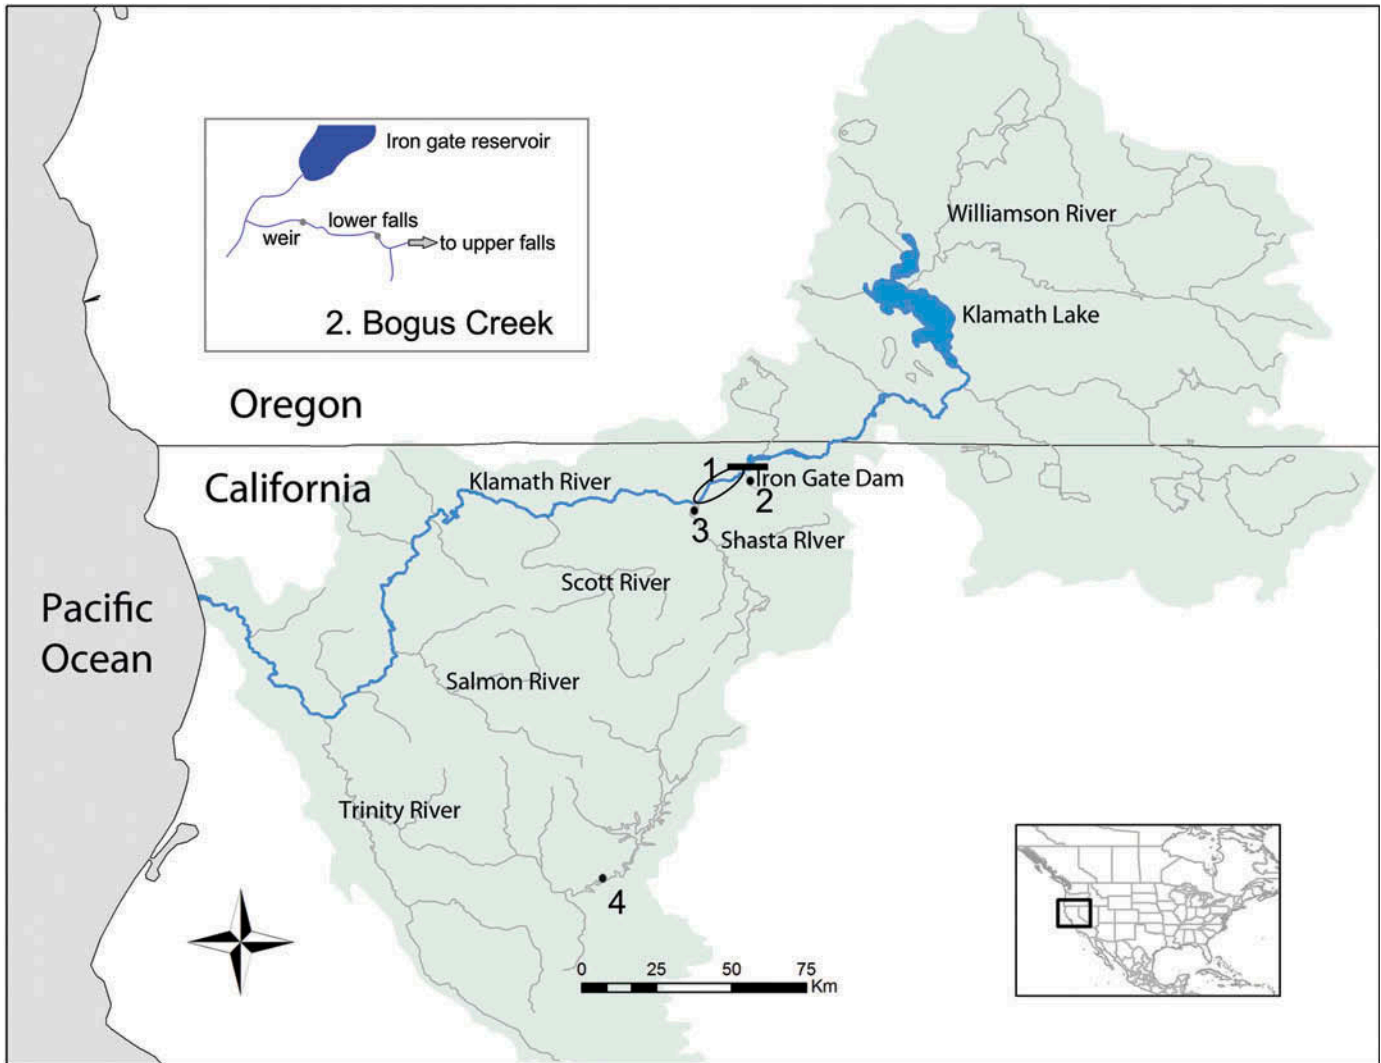 Iron gate reservoir
lower falls
weir
to upper falls
2. Bogus Creek
Williamson River
Klamath Lake
Oregon
California
Klamath River
1
Iron Gate Dam
2
3
Shasta RIver
Scott River
Pacific
Ocean
Salmon River
Trinity River
4
0 25 50 75
Km